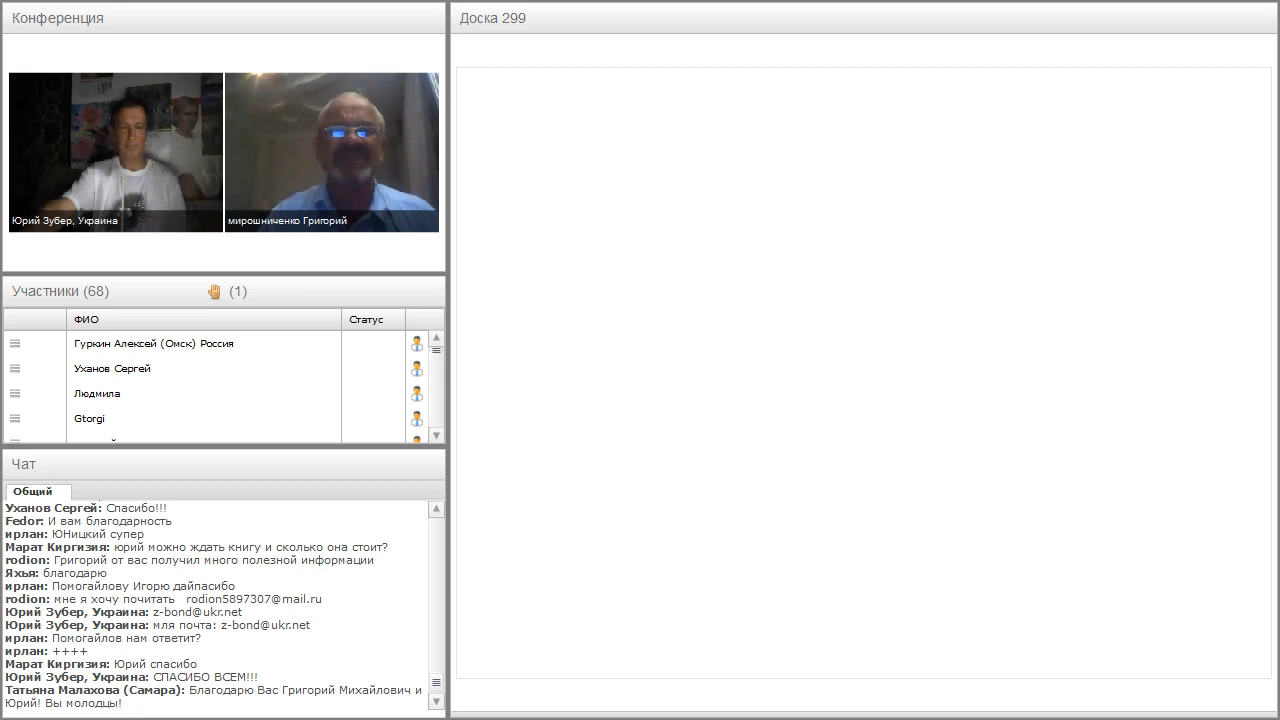 Конференция
Доска 299
Юрий Зубер, Украина
мирошниченко Григорий
Участники (68)
(1)
ФИО
Статус
Гуркин Алексей (Омск) Россия
Уханов Сергей
Людмила
Gtorgi
Чат
Общий
Уханов Сергей: Спасибо!!!
Fedor: И вам благодарность
ирлан: ЮНицкий супер
Марат Киргизия: юрий можно ждать книгу и сколько она стоит?
rodion: Григорий от вас получил много полезной информации
Яхья: благодарю
ирлан: Помогайлову Игорю дайпасибо
rodion: мне я хочу почитать rodion5897307@mail.ru
Юрий Зубер, Украина: z-bond@ukr.net
Юрий Зубер, Украина: мля почта: z-bond@ukr.net
ирлан: Помогайлов нам ответит?
ирлан: ++++
Марат Киргизия: Юрий спасибо
Юрий Зубер, Украина: СПАСИБО ВСЕМ!!!
Татьяна Малахова (Самара): Благодарю Вас Григорий Михайлович и
Юрий! Вы молодцы!